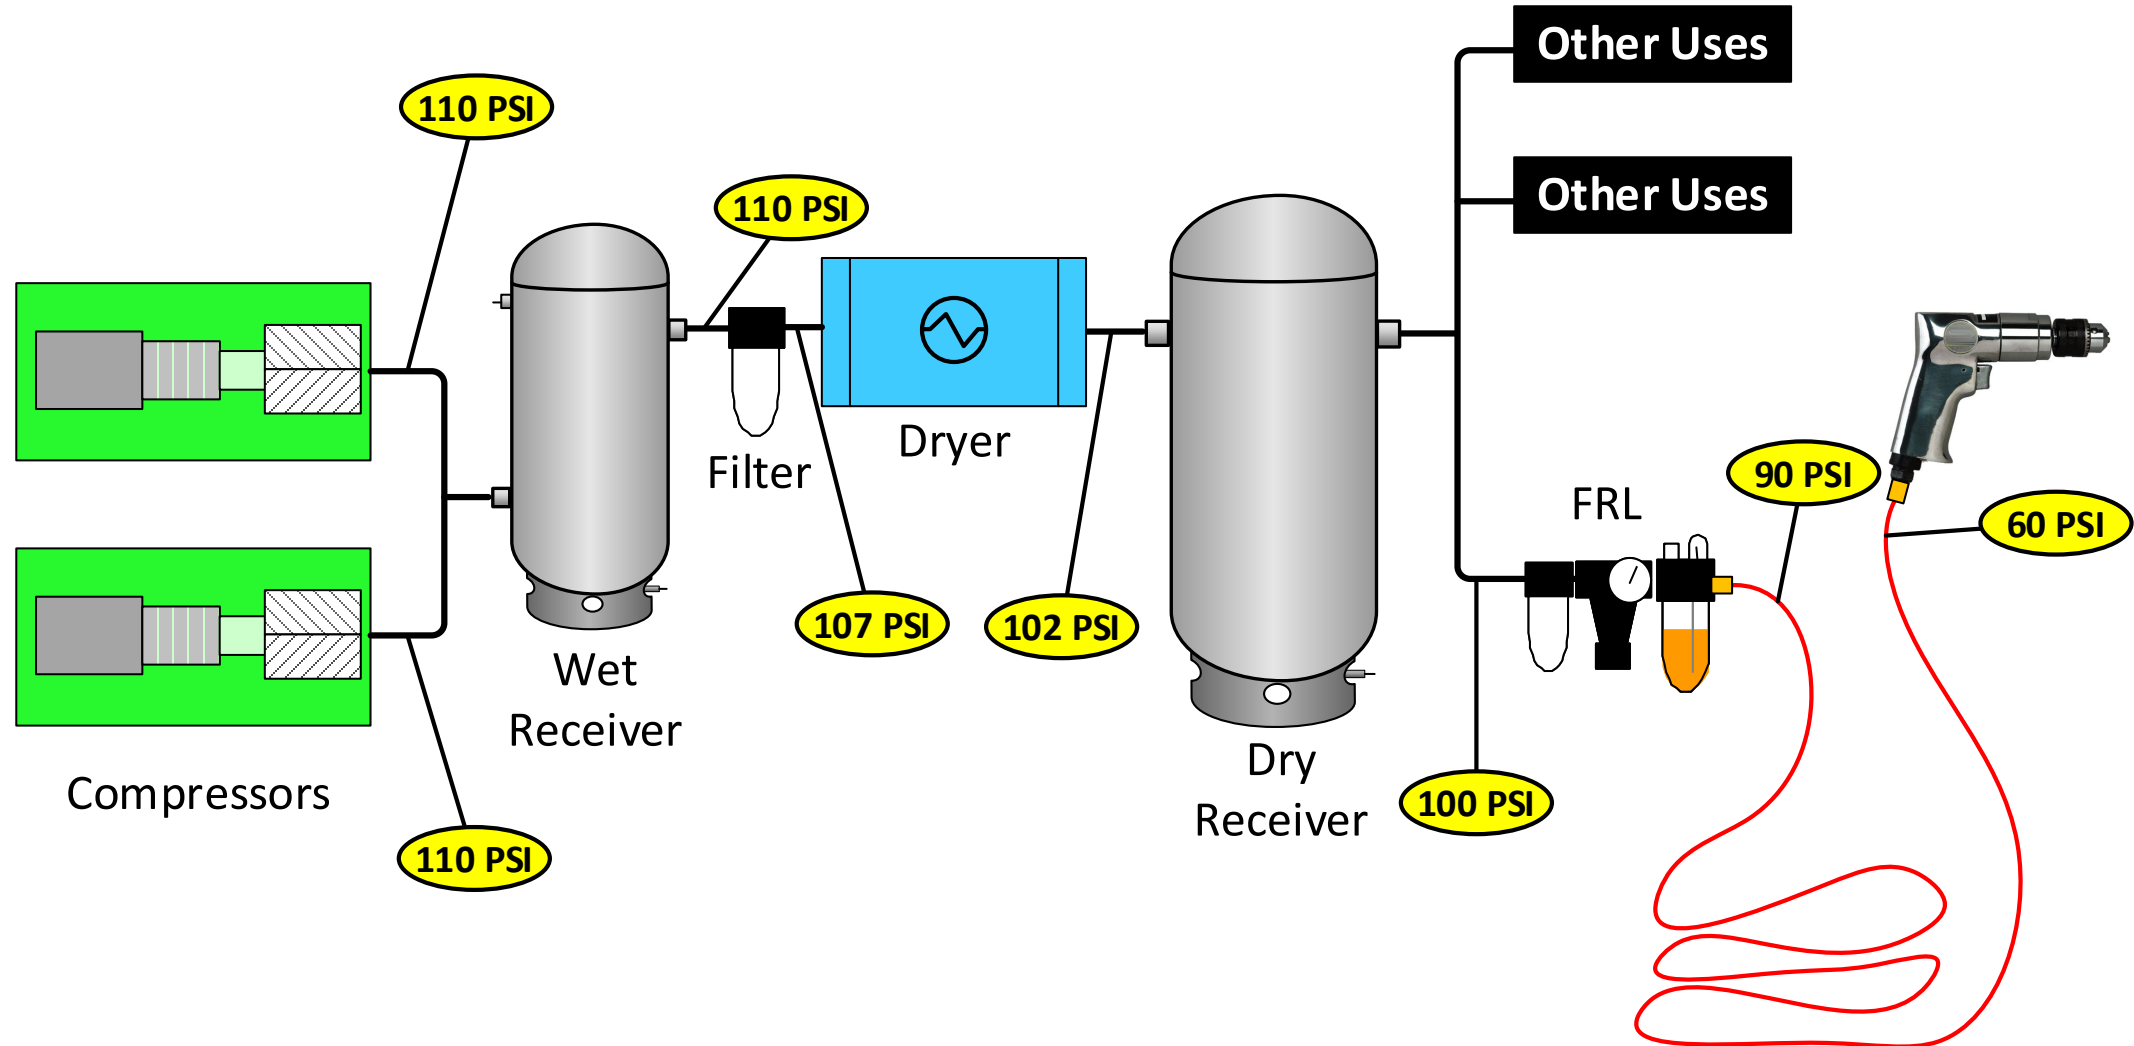 Other Uses
110 PSI
Other Uses
110 PSI
Dryer
Filter
90 PSI
FRL
60 PSI
107 PSI
102 PSI
Wet
Receiver
Dry
Receiver
Compressors
100 PSI
110 PSI